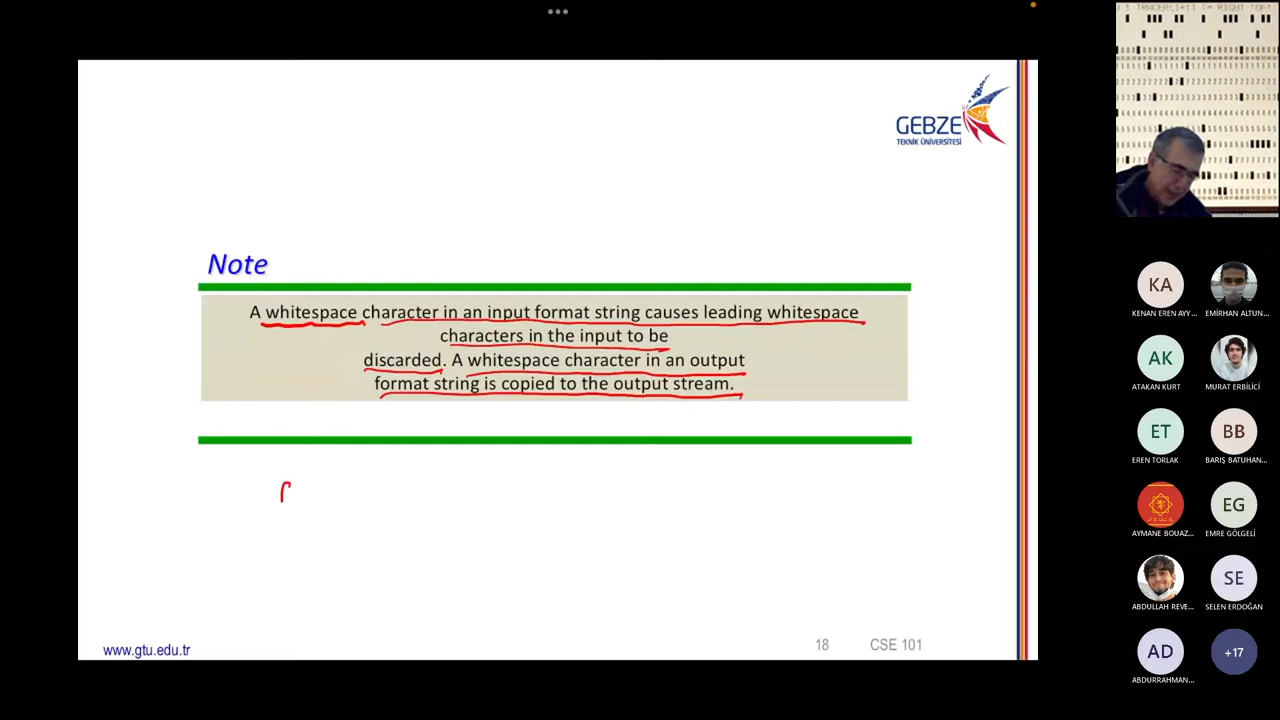 GEBZE
TEKNİK ÜNİVERSİTESİ
Note
A whitespace character in an input format string causes leading whitespace
characters in the input to be
discarded. A whitespace character in an output
format string is copied to the output stream.
www.gtu.edu.tr
18
CSE 101
KA
KENAN EREN AYY...
EMİRHAN ALTUN...
AK
ATAKAN KURT
MURAT ERBİLİCİ
ET
EREN TORLAK
BB
BARIŞ BATUHAN...
AYMANE BOUAZ...
EG
EMRE GÖLGELİ
ABDULLAH REVE...
SE
SELEN ERDOĞAN
AD
ABDURRAHMAN...
+17